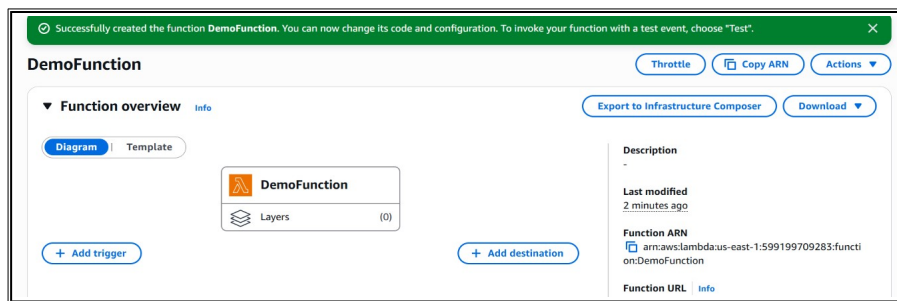 Successfully created the function DemoFunction. You can now change its code and configuration. To invoke your function with a test event, choose "Test".
DemoFunction
Throttle
Copy ARN
Actions
Function overview
Info
Export to Infrastructure Composer
Download
Diagram
Template
DemoFunction
Layers
(0)
+ Add trigger
+ Add destination
Description
-
Last modified
2 minutes ago
Function ARN
arn:aws:lambda:us-east-1:599199709283:functi
on:DemoFunction
Function URL
Info